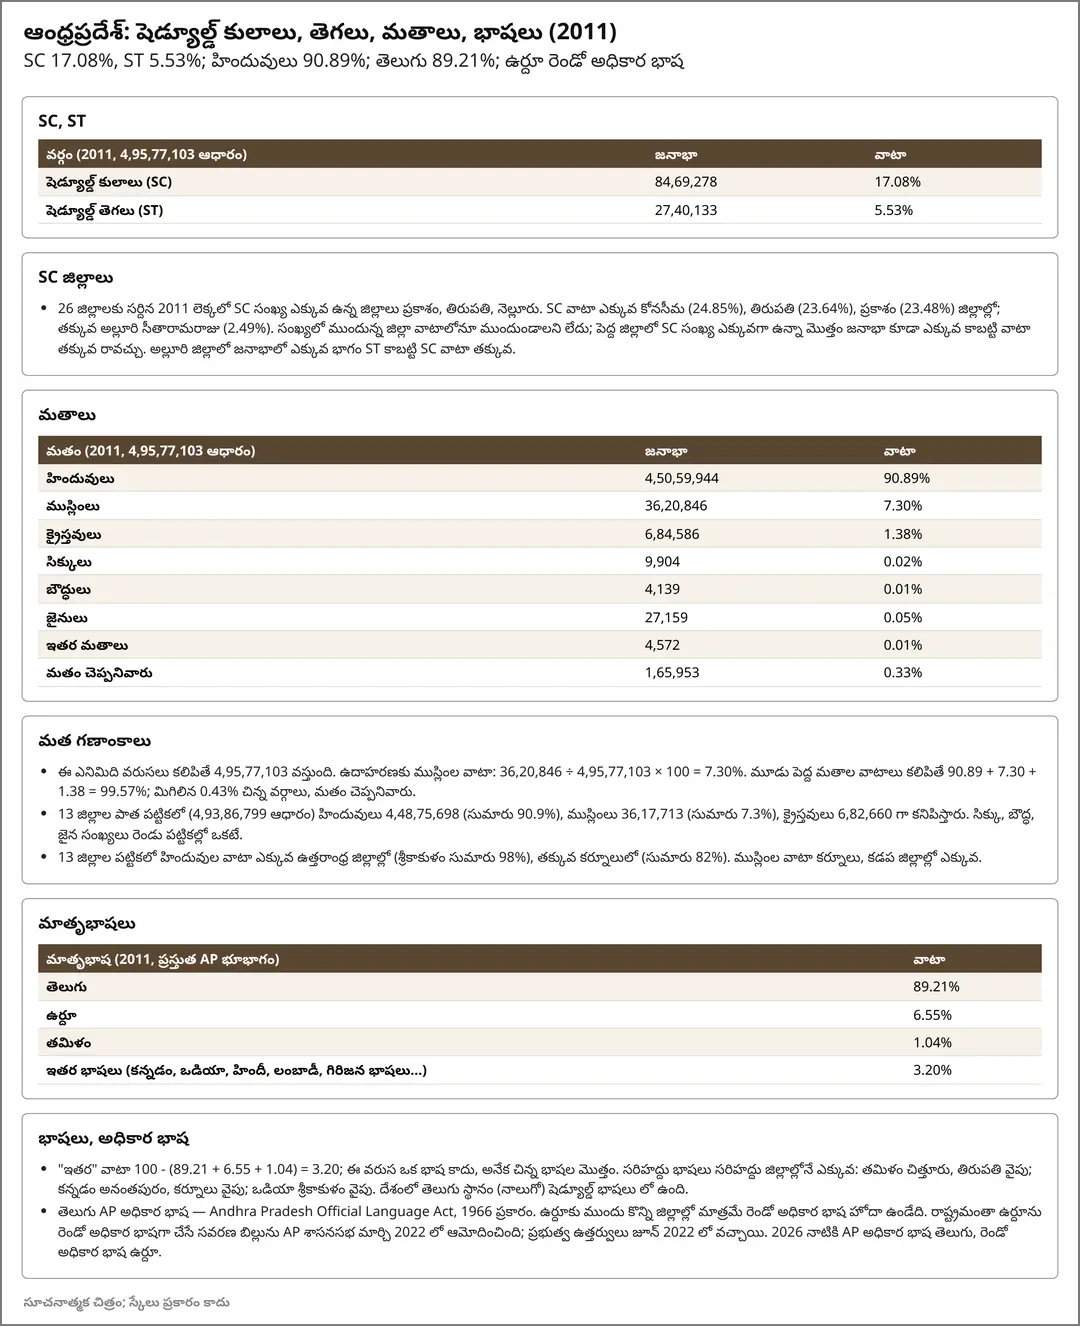 ఆంధ్రప్రదేశ్: షెడ్యూల్డ్ కులాలు, తెగలు, మతాలు, భాషలు (2011)
SC 17.08%, ST 5.53%; హిందువులు 90.89%; తెలుగు 89.21%; ఉర్దూ రెండో అధికార భాష
SC, ST
వర్గం (2011, 4,95,77,103 ఆధారం) జనాభా వాటా
షెడ్యూల్డ్ కులాలు (SC) 84,69,278 17.08%
షెడ్యూల్డ్ తెగలు (ST) 27,40,133 5.53%
SC జిల్లాలు
• 26 జిల్లాలకు సర్దిన 2011 లెక్కలో SC సంఖ్య ఎక్కువ ఉన్న జిల్లాలు ప్రకాశం, తిరుపతి, నెల్లూరు. SC వాటా ఎక్కువ కోనసీమ (24.85%), తిరుపతి (23.64%), ప్రకాశం (23.48%) జిల్లాల్లో;
తక్కువ అల్లూరి సీతారామరాజు (2.49%). సంఖ్యలో ముందున్న జిల్లా వాటాలోనూ ముందుండాలని లేదు; పెద్ద జిల్లాలో SC సంఖ్య ఎక్కువగా ఉన్నా మొత్తం జనాభా కూడా ఎక్కువ కాబట్టి వాటా
తక్కువ రావచ్చు. అల్లూరి జిల్లాలో జనాభాలో ఎక్కువ భాగం ST కాబట్టి SC వాటా తక్కువ.
మతాలు
మతం (2011, 4,95,77,103 ఆధారం) జనాభా వాటా
హిందువులు 4,50,59,944 90.89%
ముస్లింలు 36,20,846 7.30%
క్రైస్తవులు 6,84,586 1.38%
సిక్కులు 9,904 0.02%
బౌద్ధులు 4,139 0.01%
జైనులు 27,159 0.05%
ఇతర మతాలు 4,572 0.01%
మతం చెప్పనివారు 1,65,953 0.33%
మత గణాంకాలు
• ఈ ఎనిమిది వరుసలు కలిపితే 4,95,77,103 వస్తుంది. ఉదాహరణకు ముస్లింల వాటా: 36,20,846 ÷ 4,95,77,103 × 100 = 7.30%. మూడు పెద్ద మతాల వాటాలు కలిపితే 90.89 + 7.30 +
1.38 = 99.57%; మిగిలిన 0.43% చిన్న వర్గాలు, మతం చెప్పనివారు.
• 13 జిల్లాల పాత పట్టికలో (4,93,86,799 ఆధారం) హిందువులు 4,48,75,698 (సుమారు 90.9%), ముస్లింలు 36,17,713 (సుమారు 7.3%), క్రైస్తవులు 6,82,660 గా కనిపిస్తారు. సిక్కు, బౌద్ధ,
జైన సంఖ్యలు రెండు పట్టికల్లో ఒకటే.
• 13 జిల్లాల పట్టికలో హిందువుల వాటా ఎక్కువ ఉత్తరాంధ్ర జిల్లాల్లో (శ్రీకాకుళం సుమారు 98%), తక్కువ కర్నూలులో (సుమారు 82%). ముస్లింల వాటా కర్నూలు, కడప జిల్లాల్లో ఎక్కువ.
మాతృభాషలు
మాతృభాష (2011, ప్రస్తుత AP భూభాగం) వాటా
తెలుగు 89.21%
ఉర్దూ 6.55%
తమిళం 1.04%
ఇతర భాషలు (కన్నడం, ఒడియా, హిందీ, లంబాడీ, గిరిజన భాషలు...) 3.20%
భాషలు, అధికార భాష
• "ఇతర" వాటా 100 - (89.21 + 6.55 + 1.04) = 3.20; ఈ వరుస ఒక భాష కాదు, అనేక చిన్న భాషల మొత్తం. సరిహద్దు భాషలు సరిహద్దు జిల్లాల్లోనే ఎక్కువ: తమిళం చిత్తూరు, తిరుపతి వైపు;
కన్నడం అనంతపురం, కర్నూలు వైపు; ఒడియా శ్రీకాకుళం వైపు. దేశంలో తెలుగు స్థానం (నాలుగో) షెడ్యూల్డ్ భాషలు లో ఉంది.
• తెలుగు AP అధికార భాష — Andhra Pradesh Official Language Act, 1966 ప్రకారం. ఉర్దూకు ముందు కొన్ని జిల్లాల్లో మాత్రమే రెండో అధికార భాష హోదా ఉండేది. రాష్ట్రమంతా ఉర్దూను
రెండో అధికార భాషగా చేసే సవరణ బిల్లును AP శాసనసభ మార్చి 2022 లో ఆమోదించింది; ప్రభుత్వ ఉత్తర్వులు జూన్ 2022 లో వచ్చాయి. 2026 నాటికి AP అధికార భాష తెలుగు, రెండో
అధికార భాష ఉర్దూ.
సూచనాత్మక చిత్రం; స్కేలు ప్రకారం కాదు